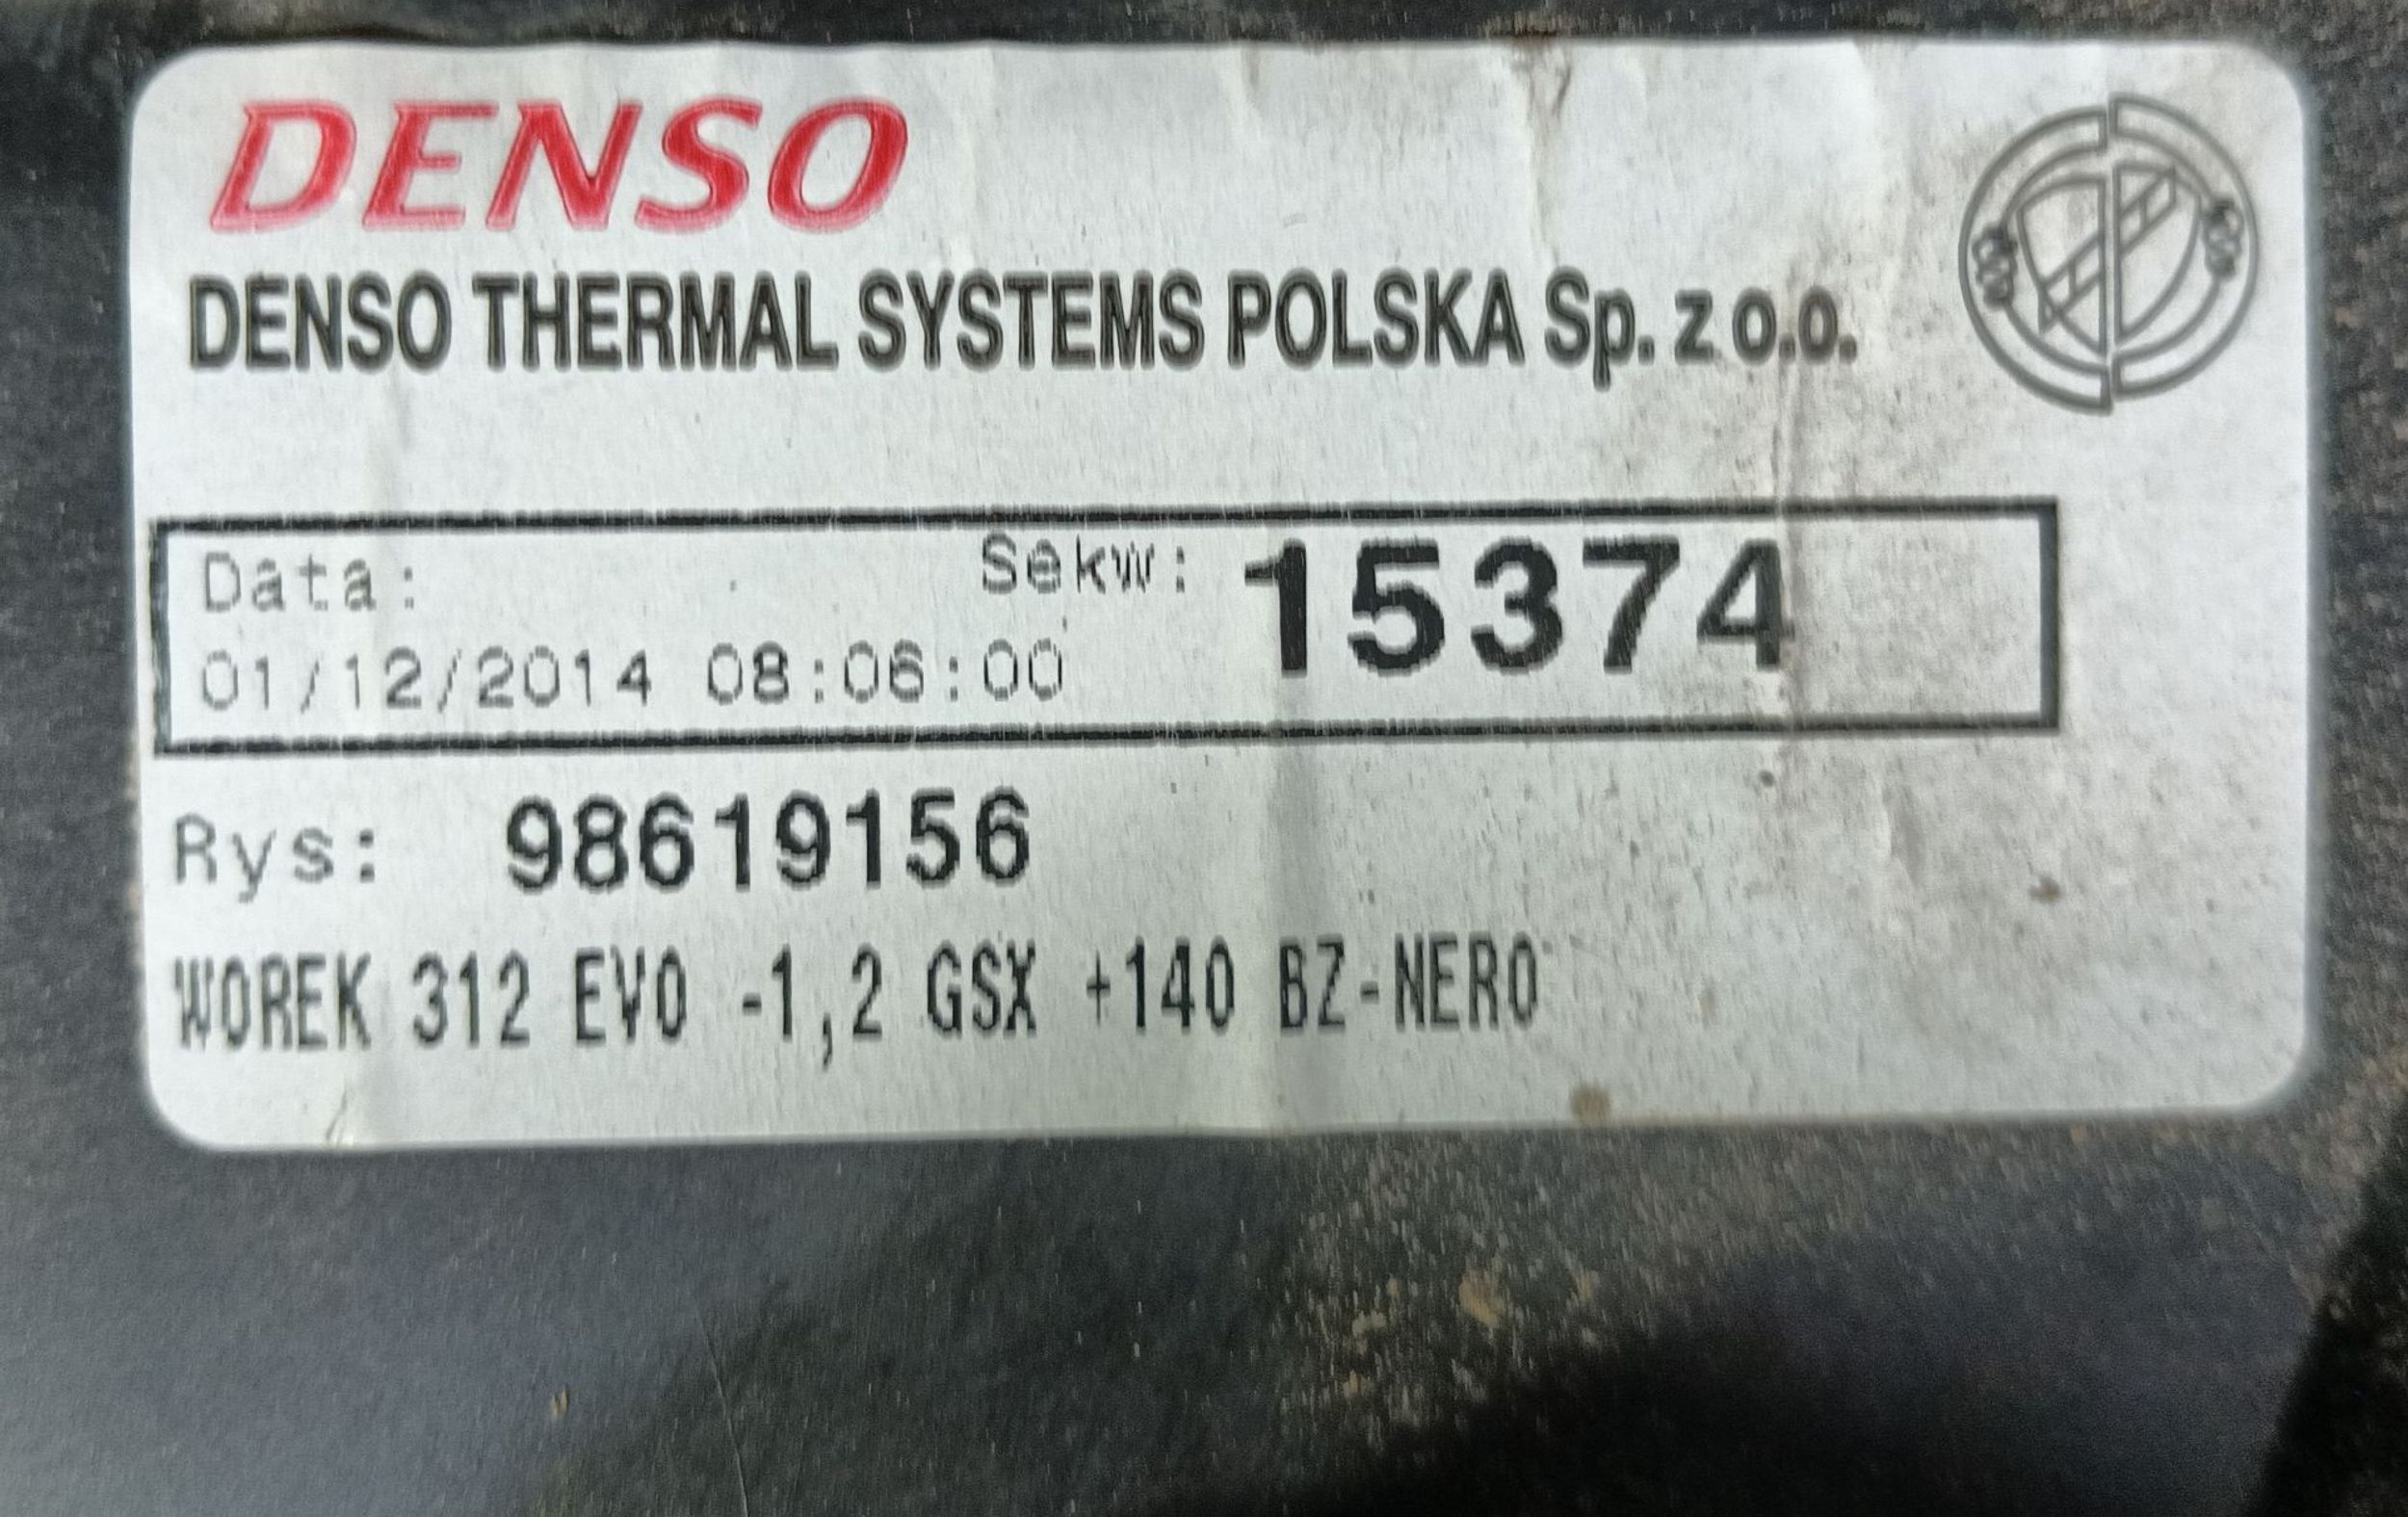 DENSO
DENSO THERMAL SYSTEMS POLSKA Sp. z o.o.
Data:
Sekw: 15374
01/12/2014 08:06:00
Rys: 98619156
WOREK 312 EVO -1,2 GSX +140 BZ-NERO